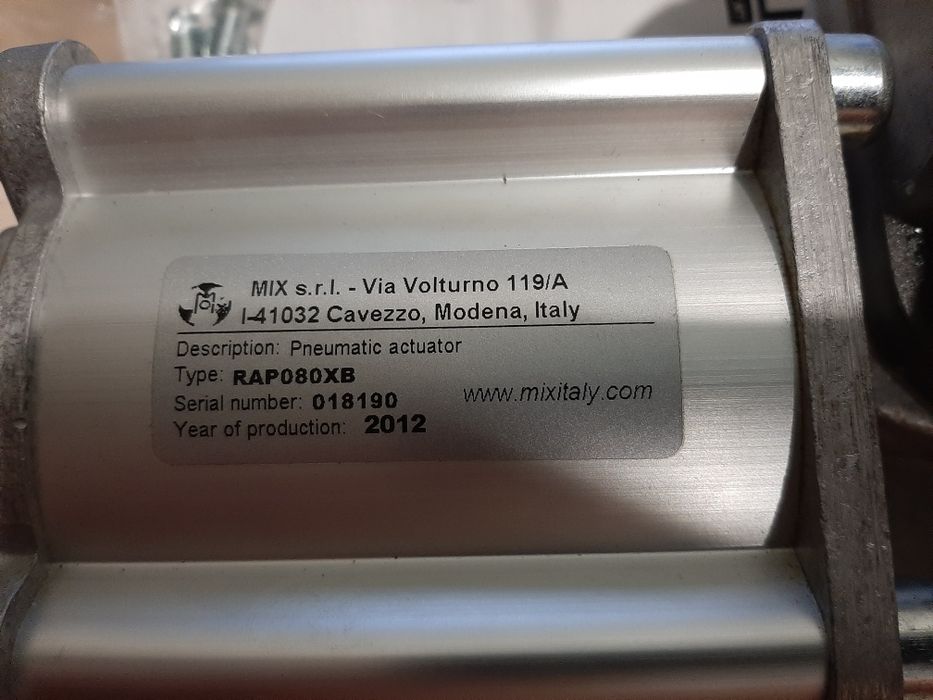 MIX s.r.l. - Via Volturno 119/A
I-41032 Cavezzo, Modena, Italy
Description: Pneumatic actuator
Type: RAP080XB
Serial number: 018190
www.mixitaly.com
Year of production: 2012